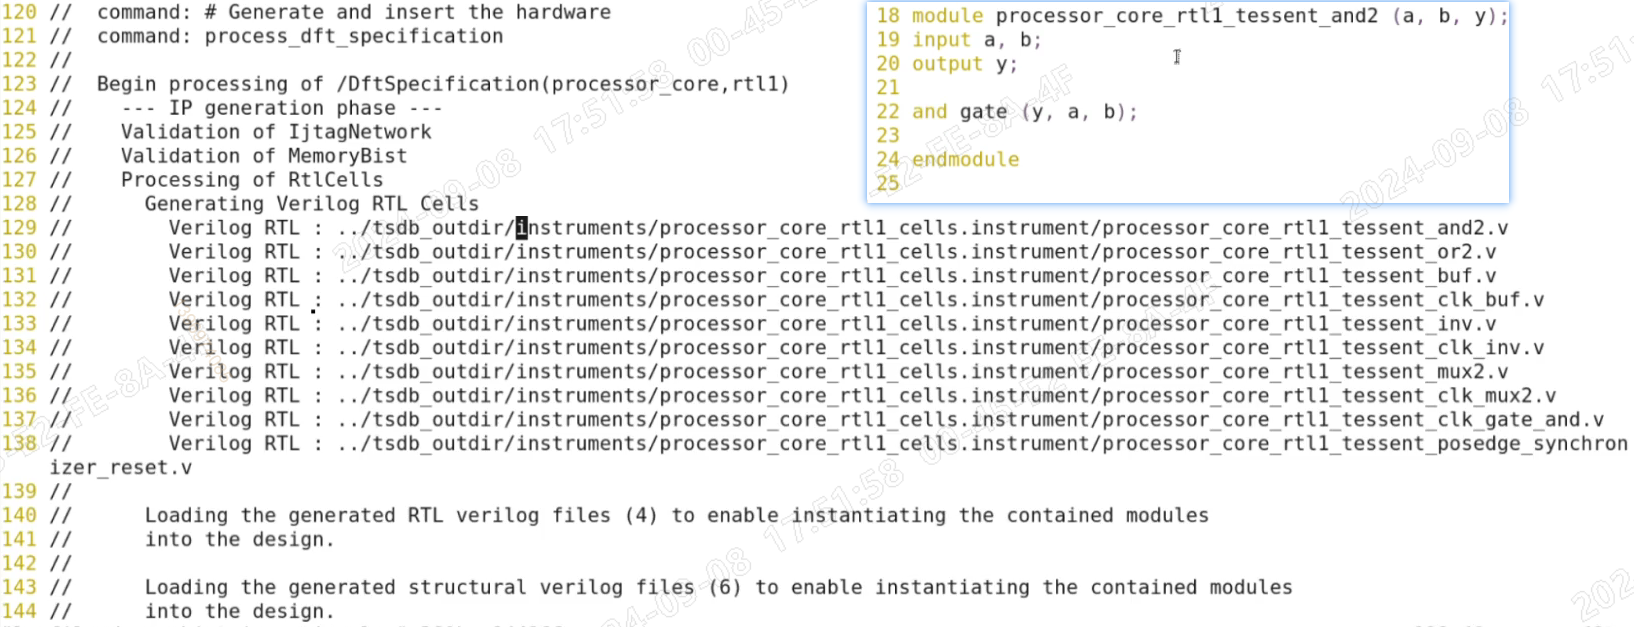 120 //  command: # Generate and insert the hardware
121 //  command: process_dft_specification
122 //
123 //  Begin processing of /DftSpecification(processor_core,rtl1)
124 //    --- IP generation phase ---
125 //    Validation of IjtagNetwork
126 //    Validation of MemoryBist
127 //    Processing of RtlCells
128 //      Generating Verilog RTL Cells
129 //        Verilog RTL : ../tsdb_outdir/instruments/processor_core_rtl1_cells.instrument/processor_core_rtl1_tessent_and2.v
130 //        Verilog RTL : ../tsdb_outdir/instruments/processor_core_rtl1_cells.instrument/processor_core_rtl1_tessent_or2.v
131 //        Verilog RTL : ../tsdb_outdir/instruments/processor_core_rtl1_cells.instrument/processor_core_rtl1_tessent_buf.v
132 //        Verilog RTL : ../tsdb_outdir/instruments/processor_core_rtl1_cells.instrument/processor_core_rtl1_tessent_clk_buf.v
133 //        Verilog RTL : ../tsdb_outdir/instruments/processor_core_rtl1_cells.instrument/processor_core_rtl1_tessent_inv.v
134 //        Verilog RTL : ../tsdb_outdir/instruments/processor_core_rtl1_cells.instrument/processor_core_rtl1_tessent_clk_inv.v
135 //        Verilog RTL : ../tsdb_outdir/instruments/processor_core_rtl1_cells.instrument/processor_core_rtl1_tessent_mux2.v
136 //        Verilog RTL : ../tsdb_outdir/instruments/processor_core_rtl1_cells.instrument/processor_core_rtl1_tessent_clk_mux2.v
137 //        Verilog RTL : ../tsdb_outdir/instruments/processor_core_rtl1_cells.instrument/processor_core_rtl1_tessent_clk_gate_and.v
138 //        Verilog RTL : ../tsdb_outdir/instruments/processor_core_rtl1_cells.instrument/processor_core_rtl1_tessent_posedge_synchron
izer_reset.v
139 //
140 //      Loading the generated RTL verilog files (4) to enable instantiating the contained modules
141 //      into the design.
142 //
143 //      Loading the generated structural verilog files (6) to enable instantiating the contained modules
144 //      into the design.
18 module processor_core_rtl1_tessent_and2 (a, b, y);
19 input a, b;
20 output y;
21
22 and gate (y, a, b);
23
24 endmodule
25